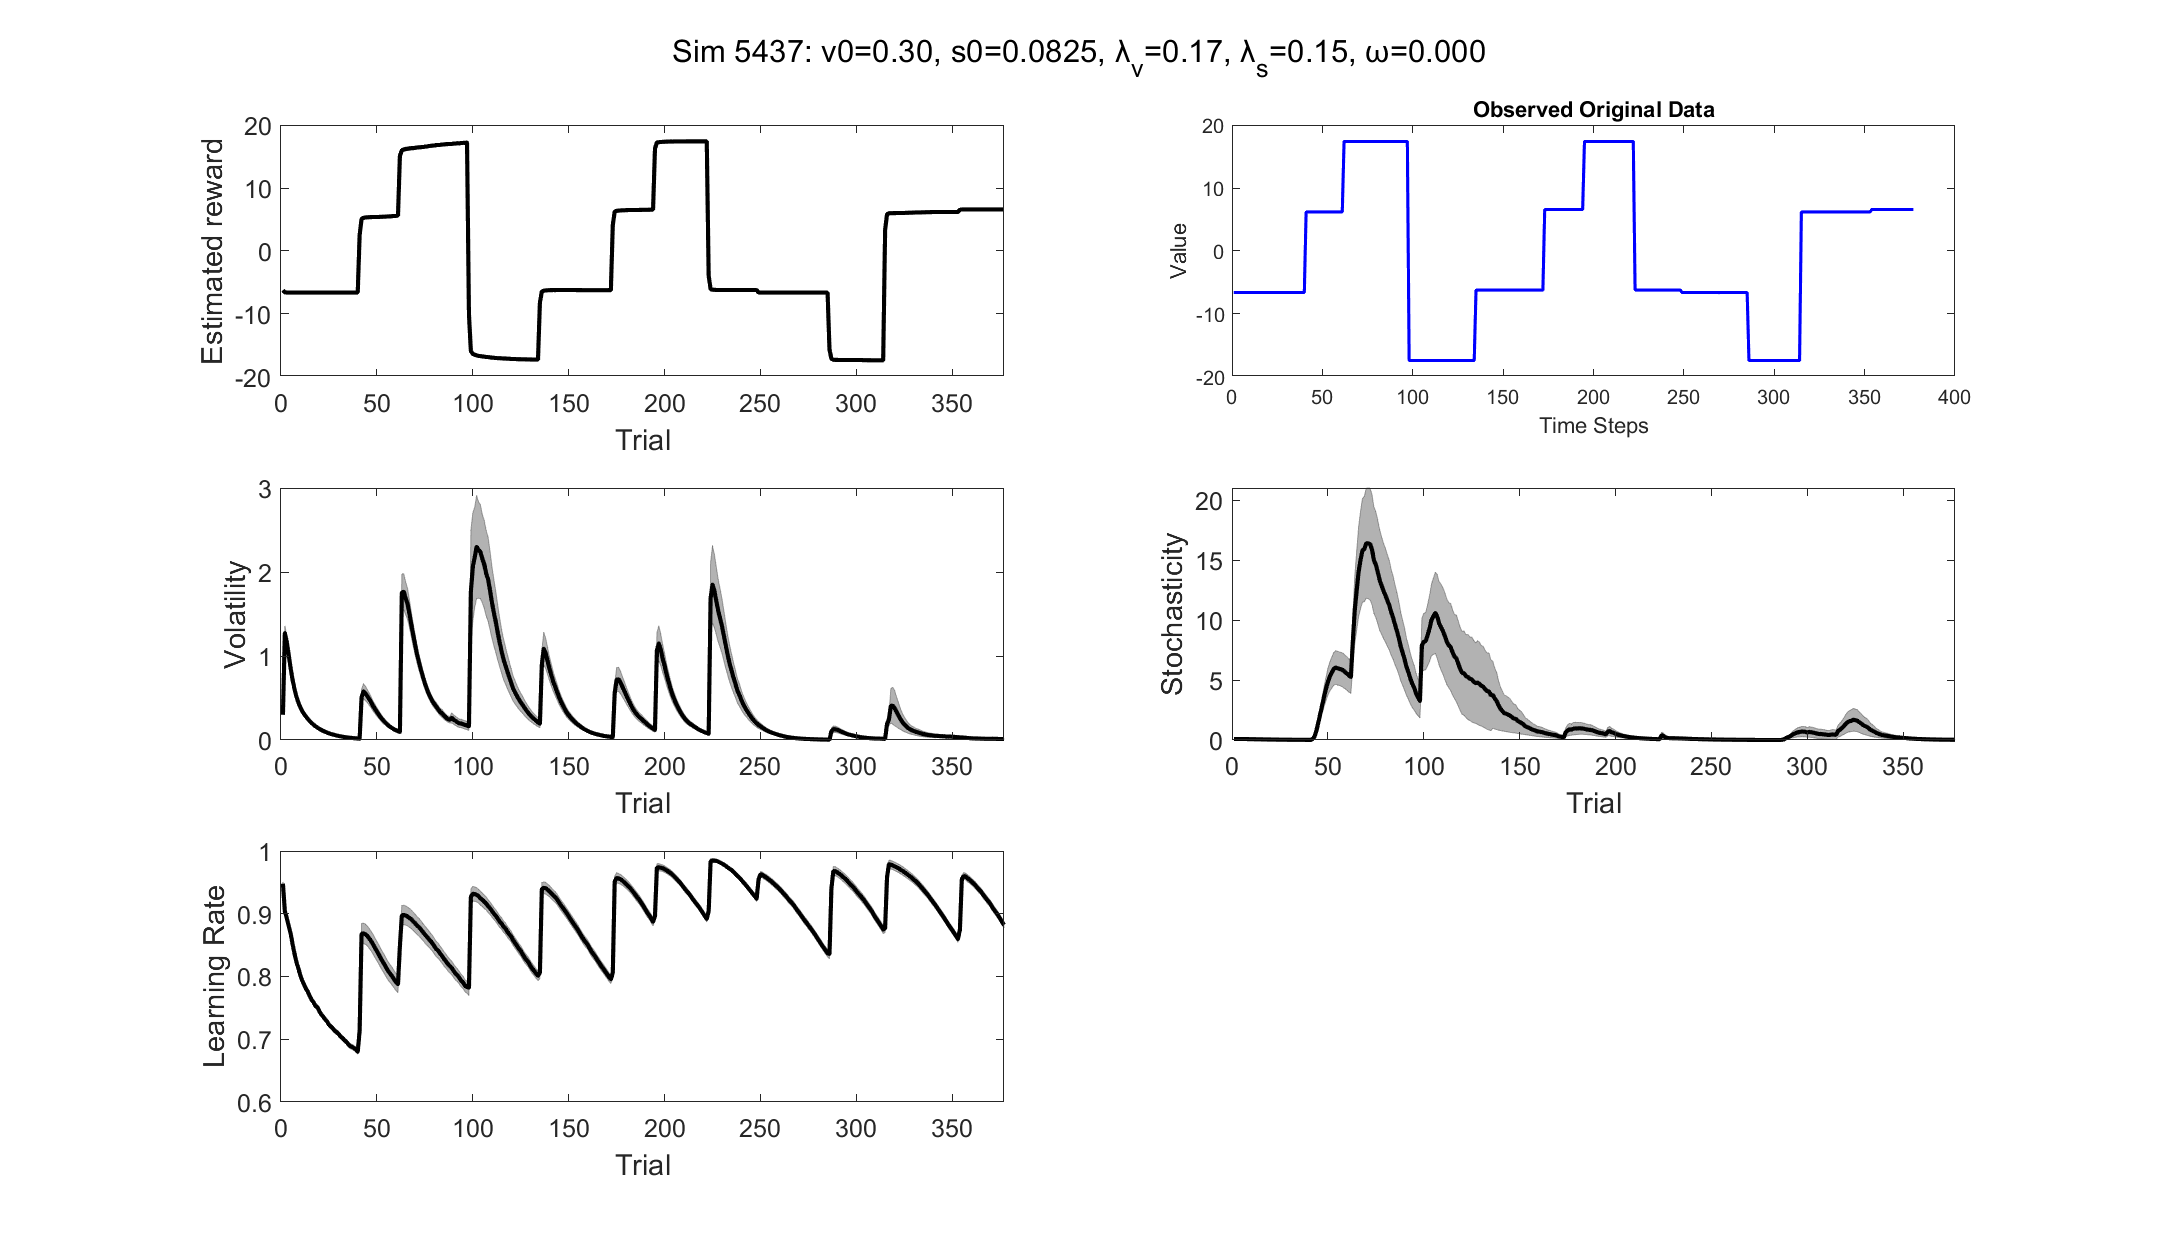 Sim 5437: v0=0.30, s0=0.0825, λv=0.17, λs=0.15, ω=0.000
Estimated reward
20
10
0
-10
-20
0 50 100 150 200 250 300 350
Trial
Observed Original Data
Value
20
10
0
-10
-20
0 50 100 150 200 250 300 350 400
Time Steps
Volatility
3
2
1
0
0 50 100 150 200 250 300 350
Trial
Stochasticity
20
15
10
5
0
0 50 100 150 200 250 300 350
Trial
Learning Rate
1
0.9
0.8
0.7
0.6
0 50 100 150 200 250 300 350
Trial